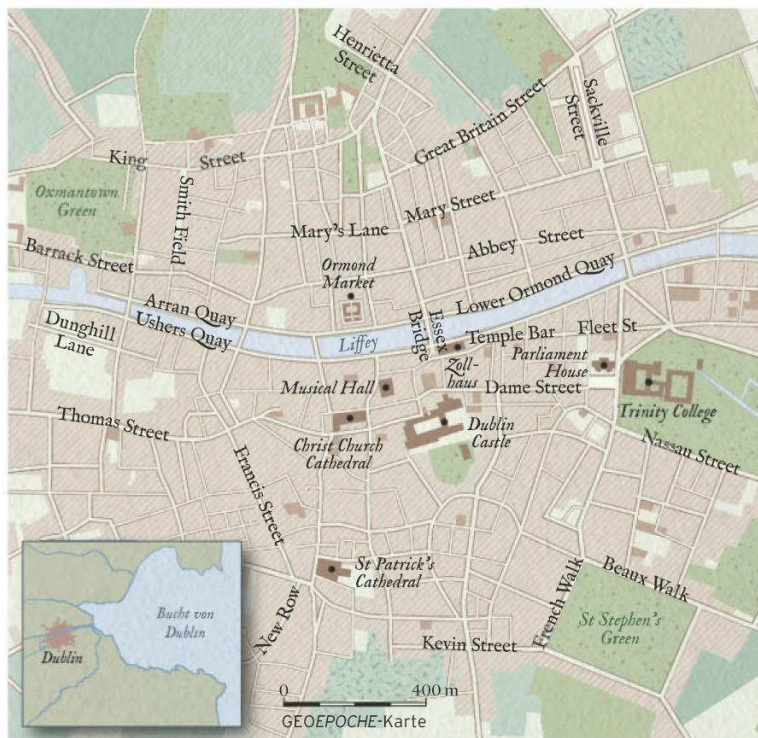 Henrietta
Street
Sackville
Street
Great Britain Street
King Street
Smith Field
Oxmantown
Green
Mary Street
Mary's Lane
Abbey Street
Barrack Street
Ormond
Market
Lower Ormond Quay
Arran Quay
Ushers Quay
Essex
Bridge
Liffey
Temple Bar
Fleet St
Dunghill
Lane
Zoll-
haus
Parliament
House
Musical Hall
Dame Street
Trinity College
Thomas Street
Christ Church
Cathedral
Dublin
Castle
Nassau Street
Francis Street
St Patrick's
Cathedral
French Walk
Beaux Walk
St Stephen's
Green
New Row
Kevin Street
Bucht von
Dublin
Dublin
0 400 m
GEOEPOCHE-Karte